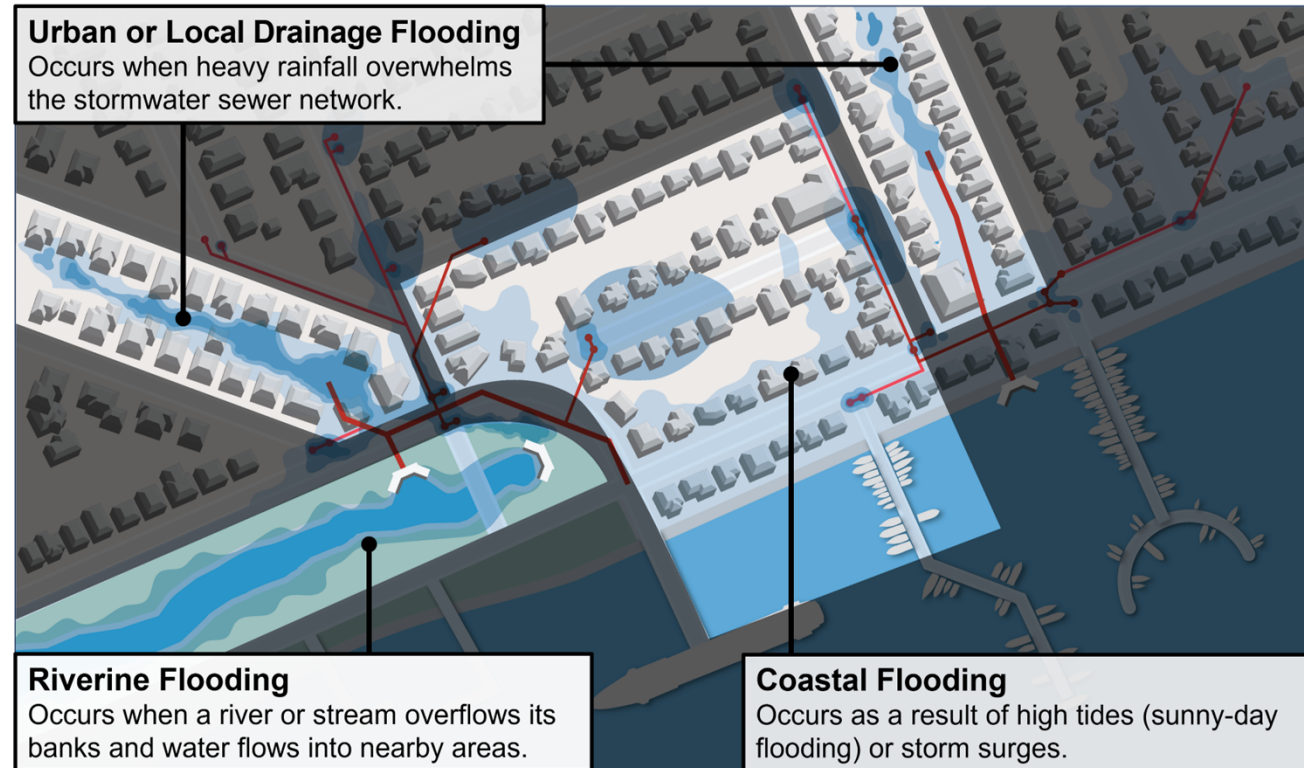 Urban or Local Drainage Flooding
Occurs when heavy rainfall overwhelms
the stormwater sewer network.
Riverine Flooding
Occurs when a river or stream overflows its
banks and water flows into nearby areas.
Coastal Flooding
Occurs as a result of high tides (sunny-day
flooding) or storm surges.